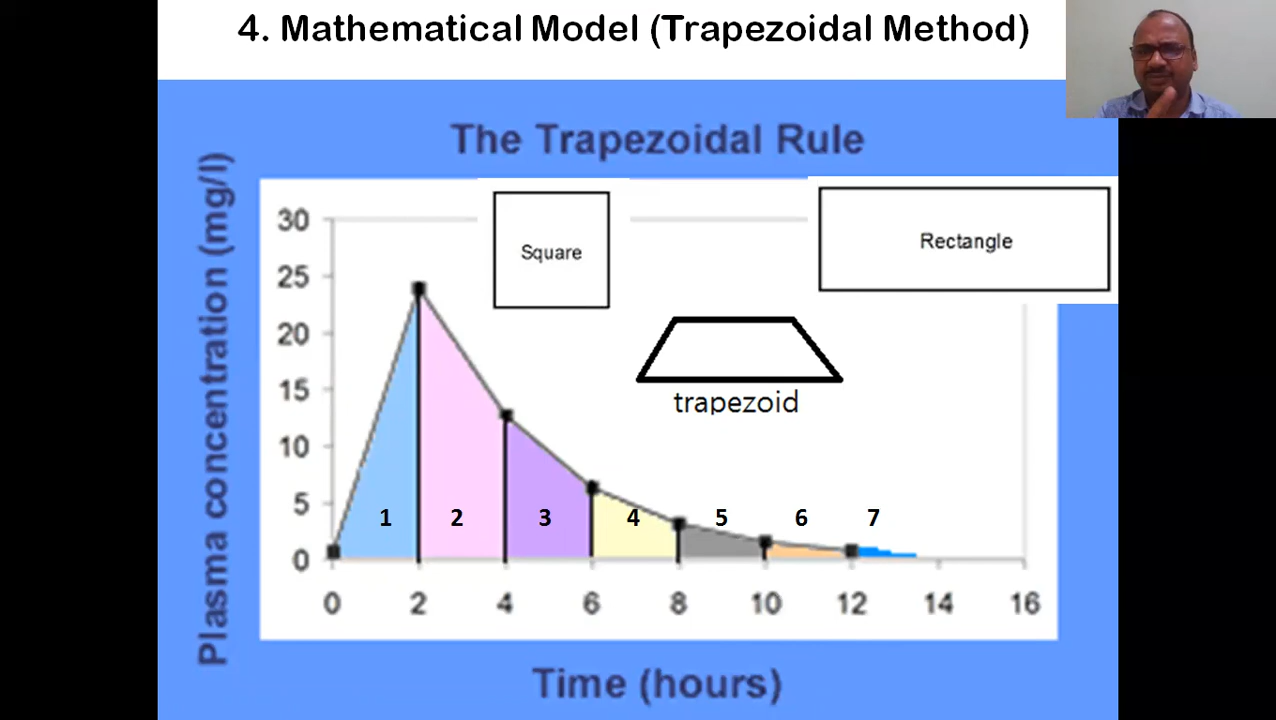 4. Mathematical Model (Trapezoidal Method)
The Trapezoidal Rule
Plasma concentration (mg/l)
30
25
20
15
10
5
0
Square
Rectangle
trapezoid
1 2 3 4 5 6 7
0 2 4 6 8 10 12 14 16
Time (hours)